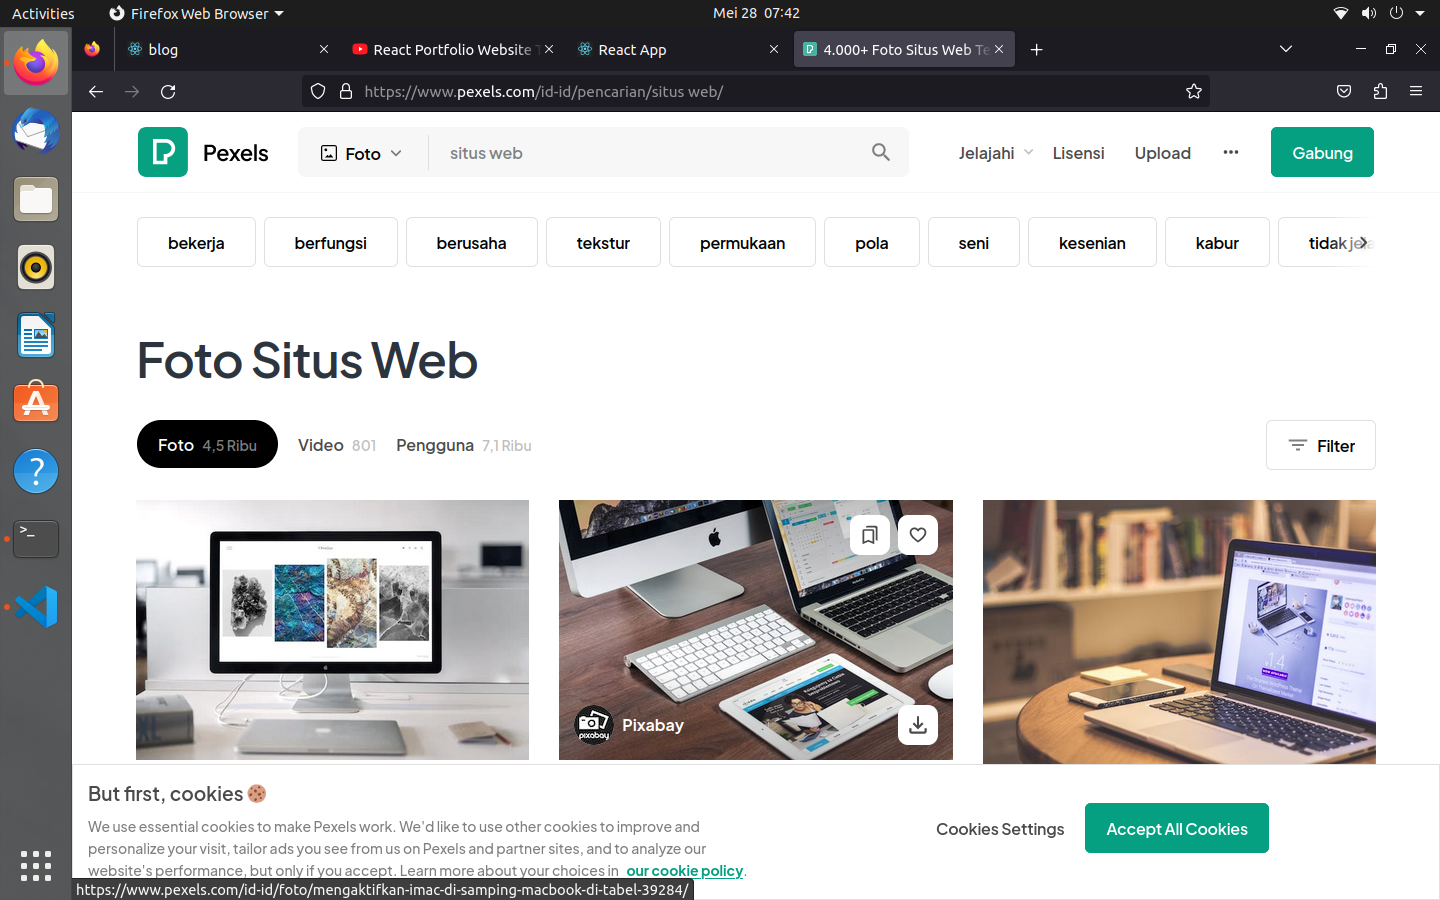 Activities
Firefox Web Browser
Mei 28 07:42
blog
React Portfolio Website T
React App
4.000+ Foto Situs Web Te
https://www.pexels.com/id-id/pencarian/situs web/
Pexels
Foto
situs web
Jelajahi
Lisensi
Upload
Gabung
bekerja
berfungsi
berusaha
tekstur
permukaan
pola
seni
kesenian
kabur
tidak jela
Foto Situs Web
Foto 4,5 Ribu
Video 801
Pengguna 7,1 Ribu
Filter
pixabay
Pixabay
But first, cookies
We use essential cookies to make Pexels work. We'd like to use other cookies to improve and
personalize your visit, tailor ads you see from us on Pexels and partner sites, and to analyze our
website's performance, but only if you accept. Learn more about your choices in our cookie policy.
Cookies Settings
Accept All Cookies
https://www.pexels.com/id-id/foto/mengaktifkan-imac-di-samping-macbook-di-tabel-39284/